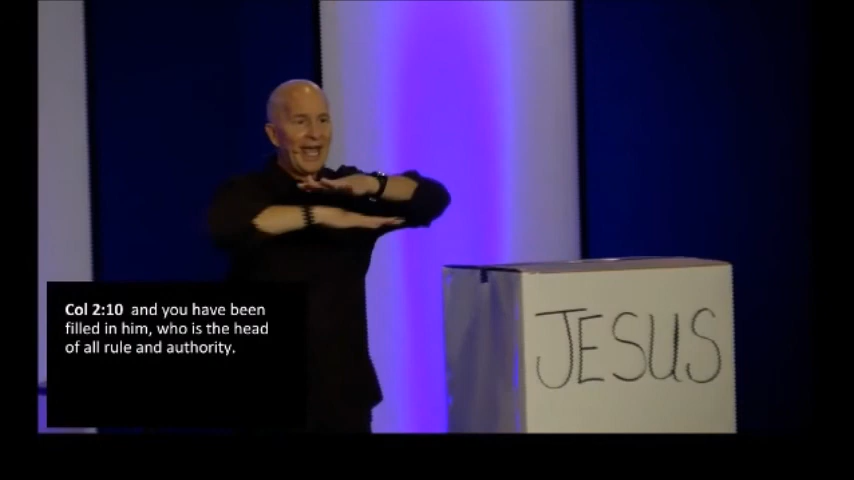 Col 2:10 and you have been
filled in him, who is the head
of all rule and authority.
JESUS